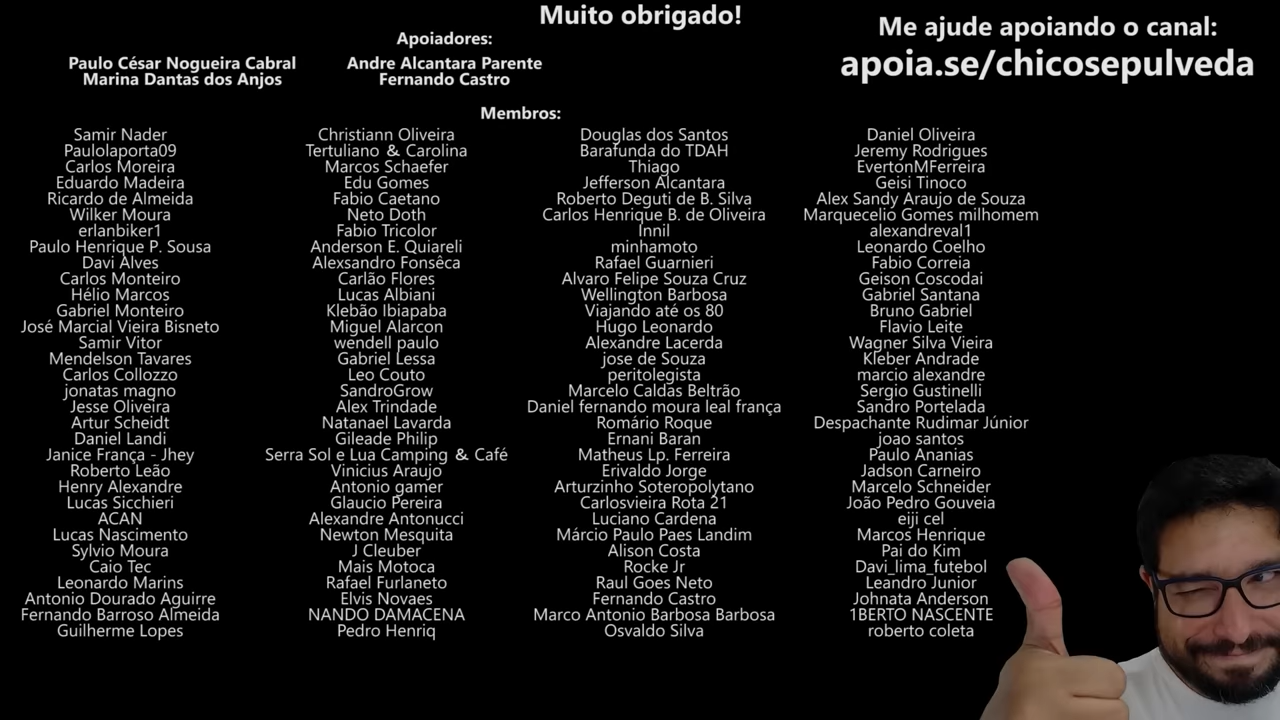 Muito obrigado!
Me ajude apoiando o canal:
apoia.se/chicosepulveda
Apoiadores:
Paulo César Nogueira Cabral
Marina Dantas dos Anjos
Andre Alcantara Parente
Fernando Castro
Membros:
Samir Nader
Paulolaporta09
Carlos Moreira
Eduardo Madeira
Ricardo de Almeida
Wilker Moura
erlanbiker1
Paulo Henrique P. Sousa
Davi Alves
Carlos Monteiro
Hélio Marcos
Gabriel Monteiro
José Marcial Vieira Bisneto
Samir Vitor
Mendelson Tavares
Carlos Collozzo
jonatas magno
Jesse Oliveira
Artur Scheidt
Daniel Landi
Janice França - Jhey
Roberto Leão
Henry Alexandre
Lucas Sicchieri
ACAN
Lucas Nascimento
Sylvio Moura
Caio Tec
Leonardo Marins
Antonio Dourado Aguirre
Fernando Barroso Almeida
Guilherme Lopes
Christiann Oliveira
Tertuliano & Carolina
Marcos Schaefer
Edu Gomes
Fabio Caetano
Neto Doth
Fabio Tricolor
Anderson E. Quiareli
Alexsandro Fonsêca
Carlão Flores
Lucas Albiani
Klebão Ibiapaba
Miguel Alarcon
wendell paulo
Gabriel Lessa
Leo Couto
SandroGrow
Alex Trindade
Natanael Lavarda
Gileade Philip
Serra Sol e Lua Camping & Café
Vinicius Araujo
Antonio gamer
Glaucio Pereira
Alexandre Antonucci
Newton Mesquita
J Cleuber
Mais Motoca
Rafael Furlaneto
Elvis Novaes
NANDO DAMACENA
Pedro Henriq
Douglas dos Santos
Barafunda do TDAH
Thiago
Jefferson Alcantara
Roberto Deguti de B. Silva
Carlos Henrique B. de Oliveira
Innil
minhamoto
Rafael Guarnieri
Alvaro Felipe Souza Cruz
Wellington Barbosa
Viajando até os 80
Hugo Leonardo
Alexandre Lacerda
jose de Souza
peritolegista
Marcelo Caldas Beltrão
Daniel fernando moura leal frança
Romário Roque
Ernani Baran
Matheus Lp. Ferreira
Erivaldo Jorge
Arturzinho Soteropolytano
Carlosvieira Rota 21
Luciano Cardena
Márcio Paulo Paes Landim
Alison Costa
Rocke Jr
Raul Goes Neto
Fernando Castro
Marco Antonio Barbosa Barbosa
Osvaldo Silva
Daniel Oliveira
Jeremy Rodrigues
EvertonMFerreira
Geisi Tinoco
Alex Sandy Araujo de Souza
Marquecelio Gomes milhomem
alexandreval1
Leonardo Coelho
Fabio Correia
Geison Coscodai
Gabriel Santana
Bruno Gabriel
Flavio Leite
Wagner Silva Vieira
Kleber Andrade
marcio alexandre
Sergio Gustinelli
Sandro Portelada
Despachante Rudimar Júnior
joao santos
Paulo Ananias
Jadson Carneiro
Marcelo Schneider
João Pedro Gouveia
eiji cel
Marcos Henrique
Pai do Kim
Davi_lima_futebol
Leandro Junior
Johnata Anderson
1BERTO NASCENTE
roberto coleta